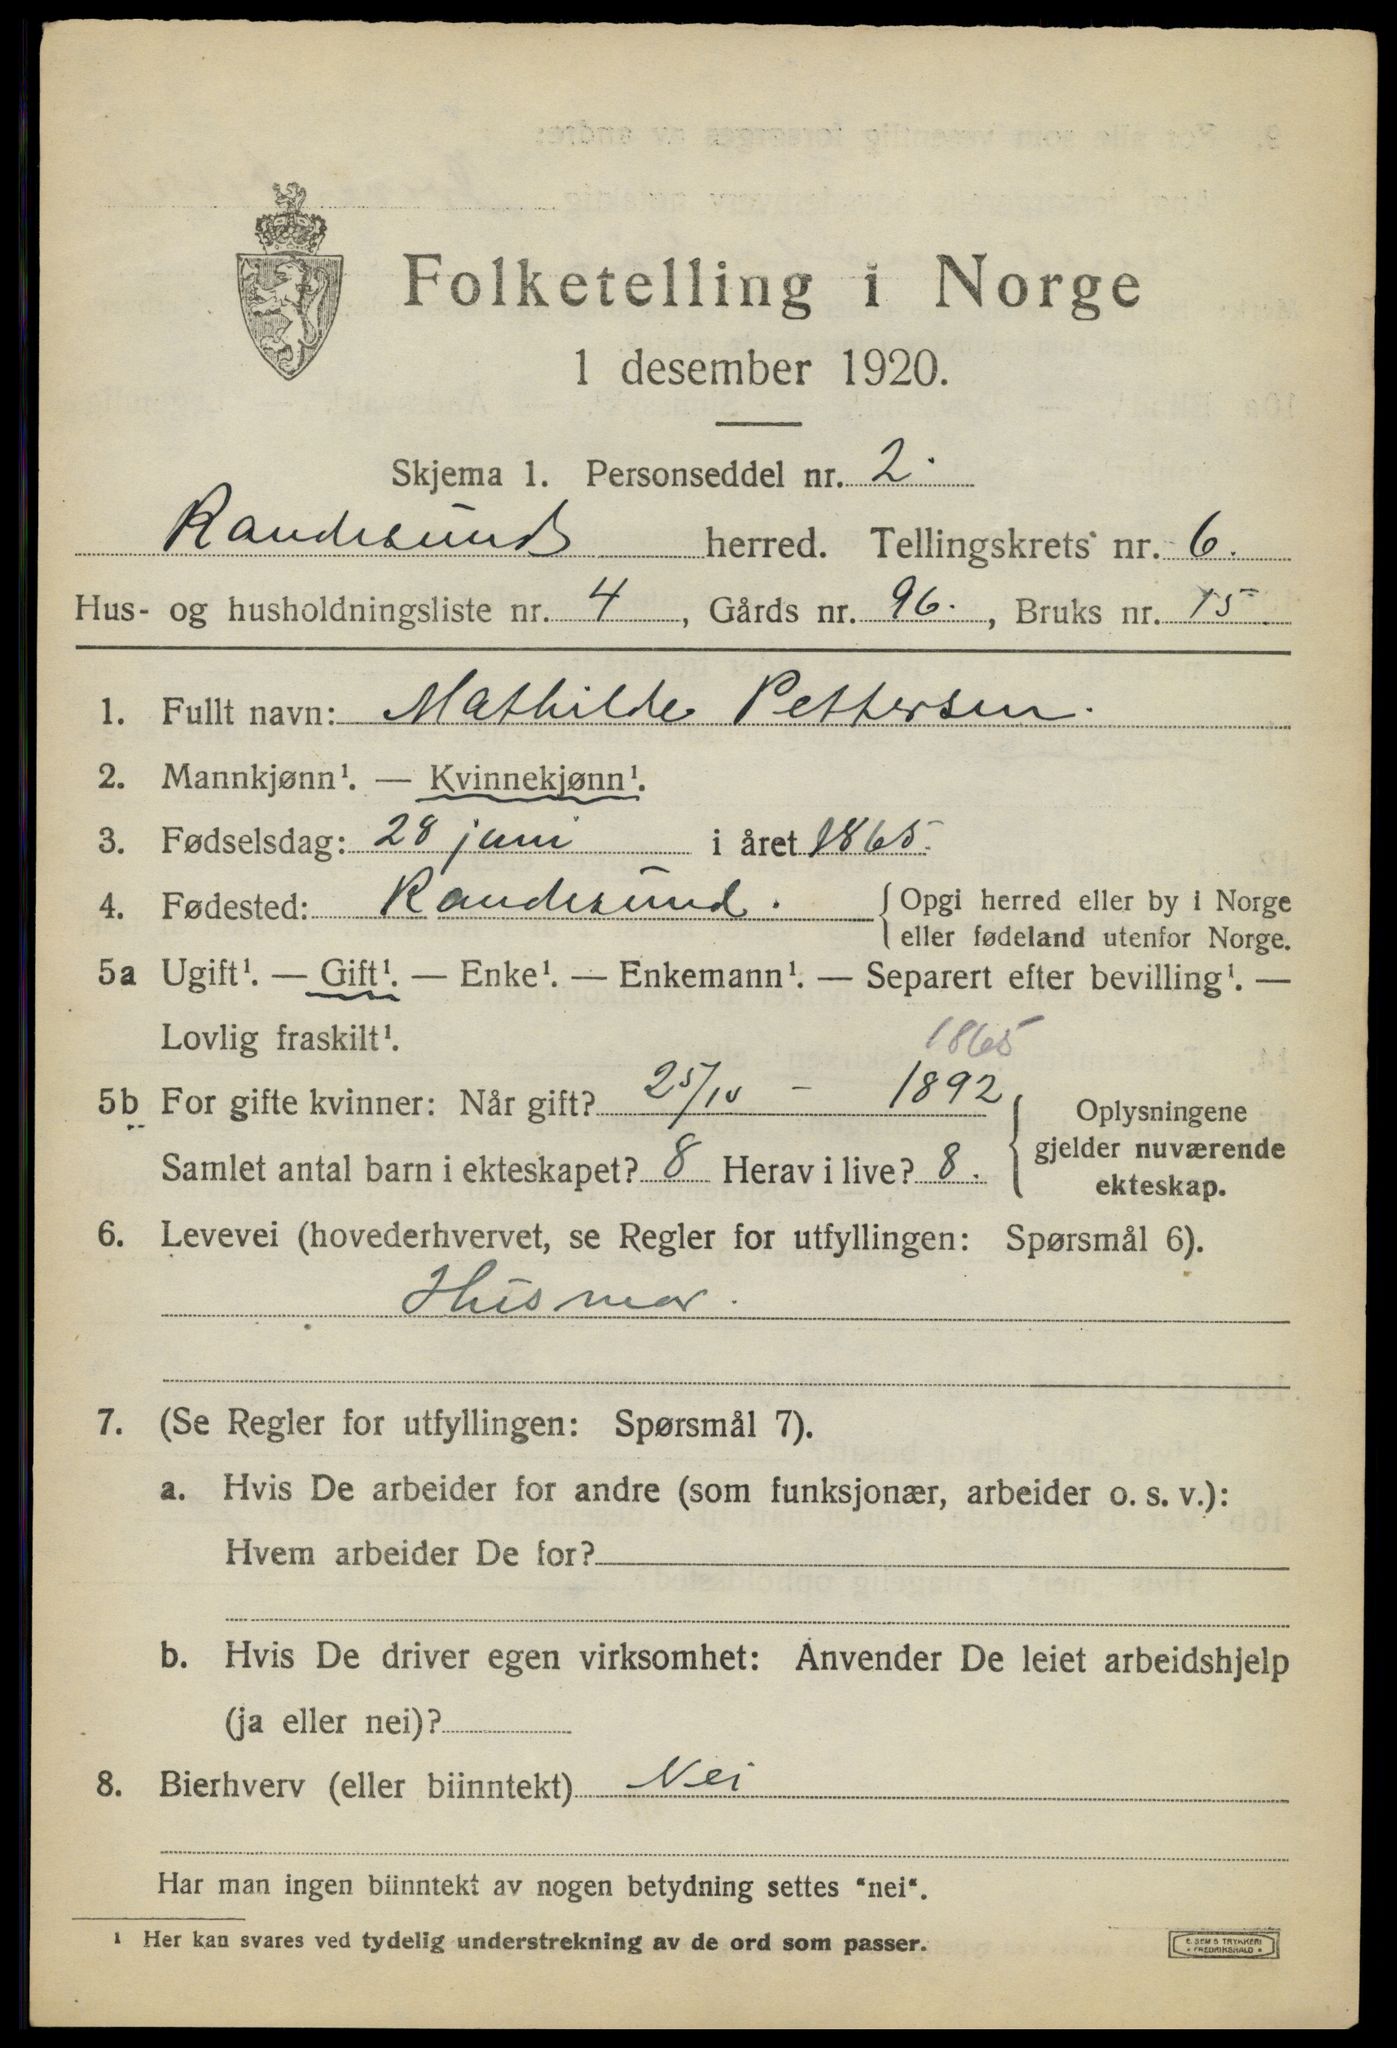 Folketelling i Norge
1 desember 1920.
Skjema 1. Personseddel nr. 2.
Randesund herred. Tellingskrets nr. 6.
Hus- og husholdningsliste nr. 4, Gårds nr. 96., Bruks nr. 15
1. Fullt navn: Mathilde Pettersen.
2. Mannkjønn¹. — Kvinnekjønn¹.
3. Fødselsdag: 28 juni i året 1865.
4. Fødested: Randesund. { Opgi herred eller by i Norge
eller fødeland utenfor Norge.
5a Ugift¹. — Gift¹. — Enke¹. — Enkemann¹. — Separert efter bevilling¹. —
Lovlig fraskilt¹.
1865
5b For gifte kvinner: Når gift? 25/10 - 1892
Samlet antal barn i ekteskapet? 8 Herav i live? 8.
Oplysningene
gjelder nuværende
ekteskap.
6. Levevei (hovederhvervet, se Regler for utfyllingen: Spørsmål 6).
Husmor.
7. (Se Regler for utfyllingen: Spørsmål 7).
a. Hvis De arbeider for andre (som funksjonær, arbeider o. s. v.):
Hvem arbeider De for?
b. Hvis De driver egen virksomhet: Anvender De leiet arbeidshjelp
(ja eller nei)?
8. Bierhverv (eller biinntekt) Nei
Har man ingen biinntekt av nogen betydning settes "nei".
¹ Her kan svares ved tydelig understrekning av de ord som passer.
E. SEM'S TRYKKERI
• FREDRIKSHALD •